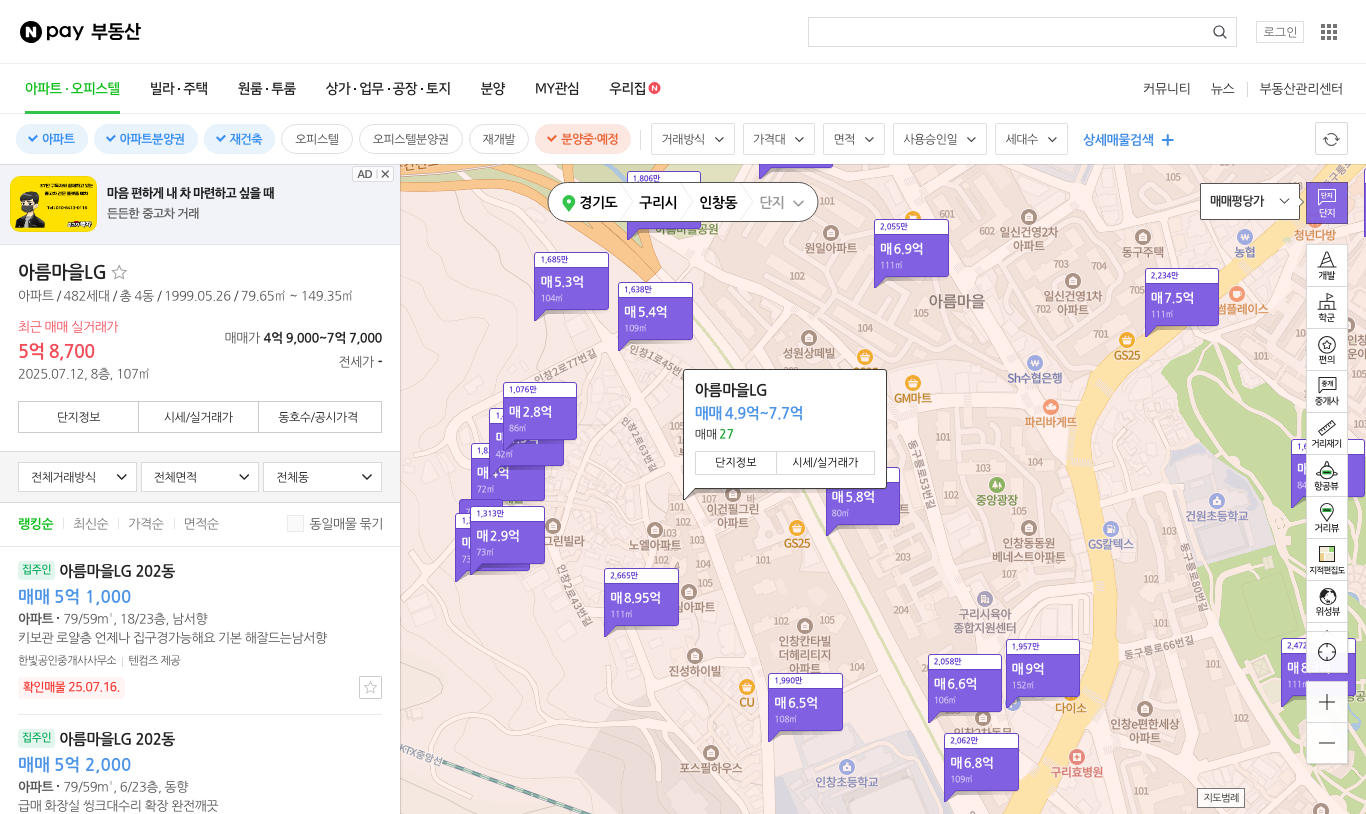 N pay 부동산
로그인
아파트·오피스텔 빌라·주택 원룸·투룸 상가·업무·공장·토지 분양 MY관심 우리집 N
커뮤니티 뉴스 부동산관리센터
아파트 아파트분양권 재건축 오피스텔 오피스텔분양권 재개발 분양중·예정 거래방식 가격대 면적 사용승인일 세대수 상세매물검색
AD
마음 편하게 내 차 마련하고 싶을 때
든든한 중고차 거래
아름마을LG
아파트 / 482세대 / 총 4동 / 1999.05.26 / 79.65㎡ ~ 149.35㎡
최근 매매 실거래가
5억 8,700
2025.07.12, 8층, 107㎡
매매가 4억 9,000~7억 7,000
전세가 -
단지정보 시세/실거래가 동호수/공시가격
전체거래방식 전체면적 전체동
랭킹순 최신순 가격순 면적순 동일매물 묶기
집주인 아름마을LG 202동
매매 5억 1,000
아파트 · 79/59m², 18/23층, 남서향
키보관 로얄층 언제나 집구경가능해요 기본 해잘드는남서향
한빛공인중개사사무소 텐컴즈 제공
확인매물 25.07.16.
집주인 아름마을LG 202동
매매 5억 2,000
아파트 · 79/59m², 6/23층, 동향
급매 화장실 씽크대수리 확장 완전깨끗
경기도 구리시 인창동 단지
매매평당가
단지
단지
개발
학군
편의
중개
중개사
거리재기
항공뷰
거리뷰
지적편집도
위성뷰
지도범례
1,806만
아름마을공원
1,685만
매5.3억
104㎡
1,638만
매5.4억
109㎡
2,055만
매6.9억
111㎡
2,234만
매7.5억
111㎡
1,076만
매2.8억
86㎡
42㎡
72㎡
1,313만
매2.9억
73㎡
2,665만
매8.95억
111㎡
매5.8억
80㎡
1,990만
매6.5억
108㎡
2,058만
매6.6억
106㎡
1,957만
매9억
152㎡
2,062만
매6.8억
109㎡
아름마을LG
매매 4.9억~7.7억
매매 27
단지정보 시세/실거래가
원일아파트
일신건영2차
아파트
동구주택
농협
청년다방
아름마을
일신건영1차
아파트
썸플레이스
성원상떼빌
GS25
Sh수협은행
GM마트
파리바게뜨
인창2로77번길
인창1로45번길
인창2로63번길
동구릉로53번길
중앙광장
이건필그린
아파트
그린빌라
노엘아파트
GS25
인창동동원
베네스트아파트
GS칼텍스
건원초등학교
인창2로43번길
동구릉로80번길
구리시육아
종합지원센터
인창칸타빌
더헤리티지
아파트
동구릉로66번길
진성하이빌
CU
다이소
인창e편한세상
아파트
KTX중앙선
포스필하우스
인창초등학교
구리효병원